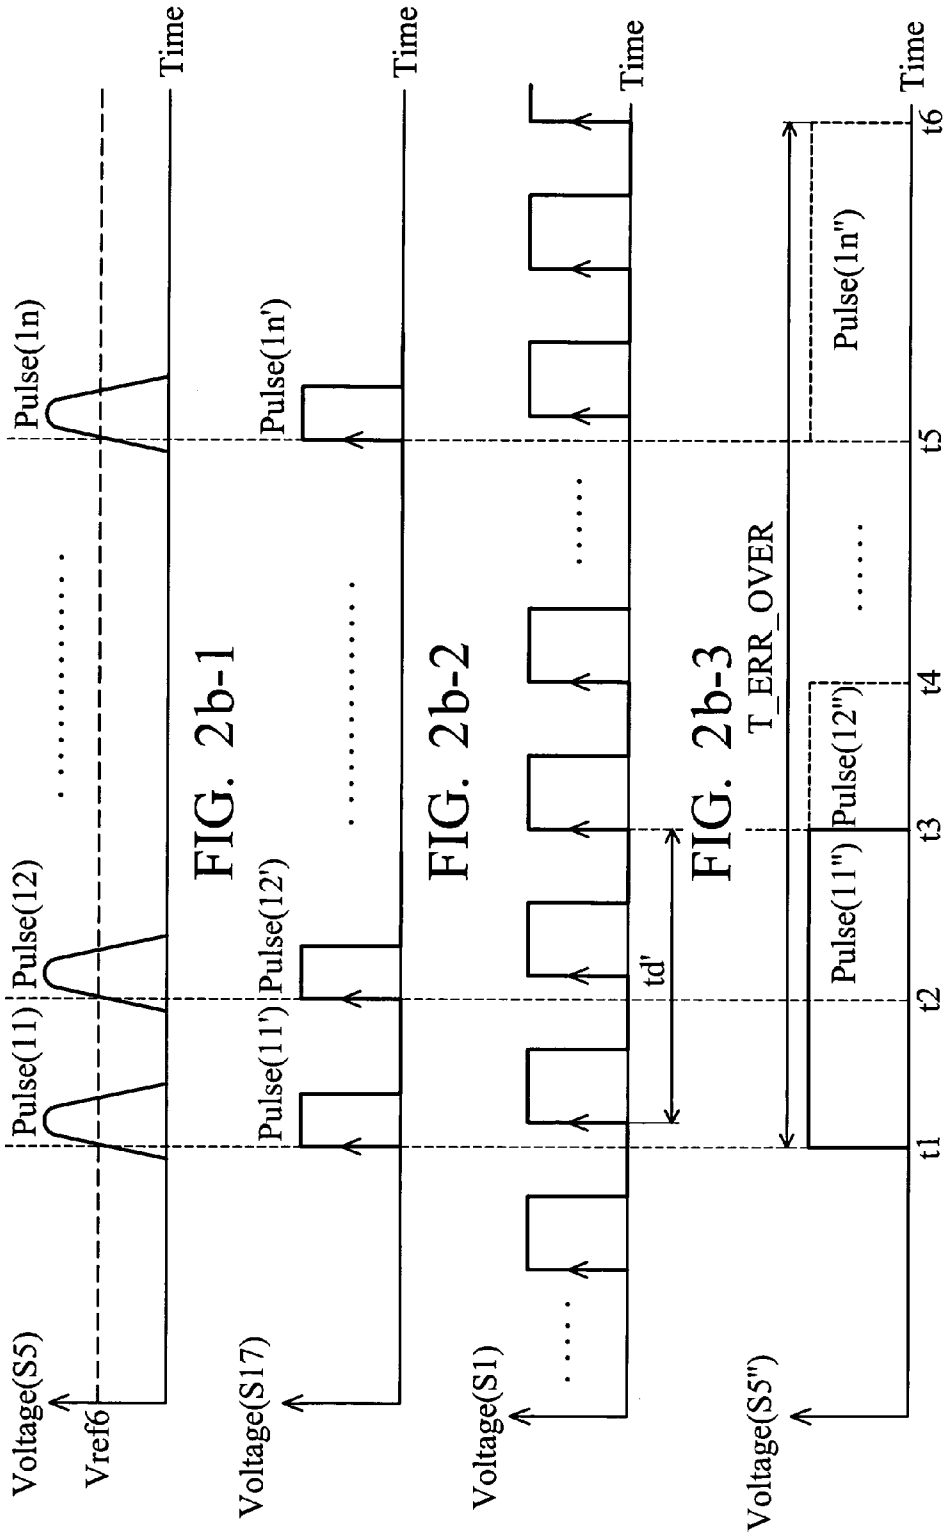 Voltage(S5)
Vref6
Pulse(11)
Pulse(12)
............
Pulse(1n)
Time
FIG. 2b-1
Voltage(S17)
Pulse(11')
Pulse(12')
............
Pulse(1n')
Time
FIG. 2b-2
Voltage(S1)
.....
td'
......
Time
FIG. 2b-3
T_ERR_OVER
Voltage(S5")
Pulse(11")
Pulse(12")
......
Pulse(1n")
Time
t1
t2
t3
t4
t5
t6